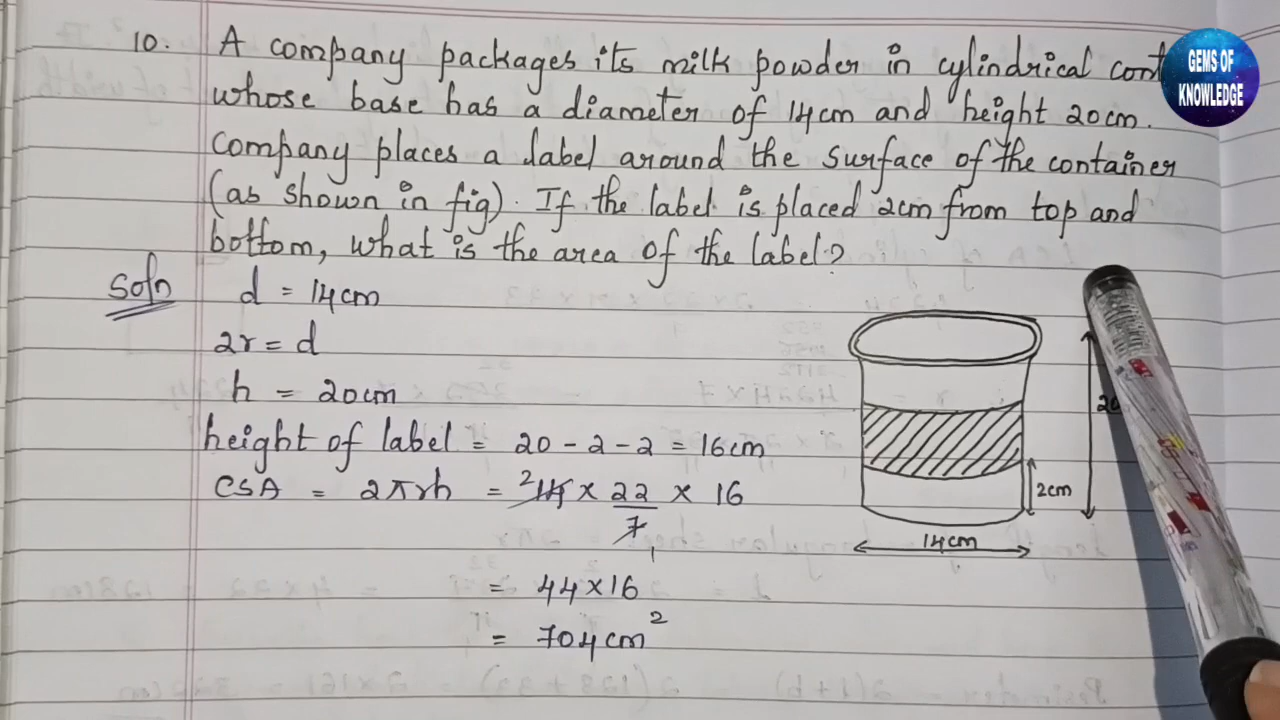 10. A company packages its milk powder in cylindrical cont
GEMS OF
KNOWLEDGE
whose base has a diameter of 14cm and height 20cm.
Company places a label around the surface of the container
(as shown in fig). If the label is placed 2cm from top and
bottom, what is the area of the label?
Soln d = 14cm
2r = d
h = 20cm
height of label = 20 - 2 - 2 = 16cm
CSA = 2πrh = 2 14 × 22/7 × 16
1
= 44×16
= 704cm²
20
2cm
14cm